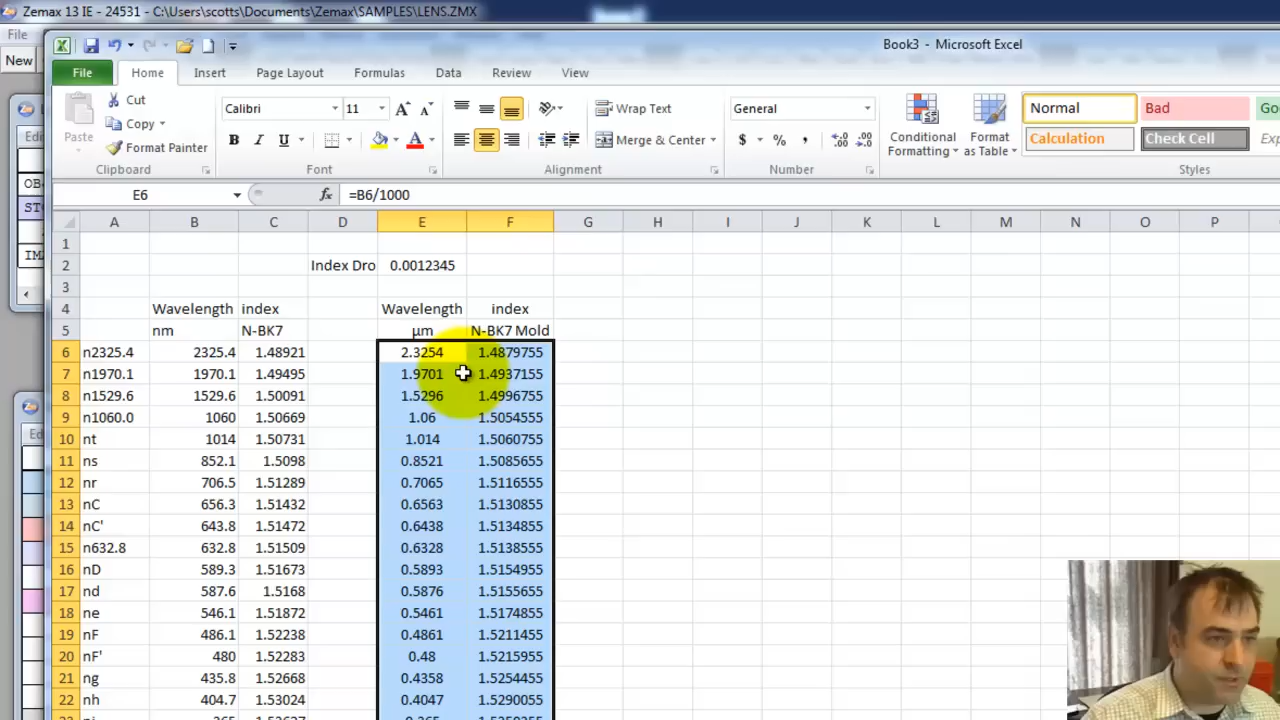 Zemax 13 IE - 24531 - C:\Users\scotts\Documents\Zemax\SAMPLES\LENS.ZMX
File
New
Book3 - Microsoft Excel
File Home Insert Page Layout Formulas Data Review View
Paste
Cut
Copy
Format Painter
Clipboard
Calibri 11
B I U
Font
Wrap Text
Merge & Center
Alignment
General
$ % ,
Number
Conditional Formatting
Format as Table
Normal Bad
Calculation Check Cell
Styles
E6 fx =B6/1000
A B C D E F G H I J K L M N O P
1
2 Index Dro 0.0012345
3
4 Wavelength index Wavelength index
5 nm N-BK7 µm N-BK7 Mold
6 n2325.4 2325.4 1.48921 2.3254 1.4879755
7 n1970.1 1970.1 1.49495 1.9701 1.4937155
8 n1529.6 1529.6 1.50091 1.5296 1.4996755
9 n1060.0 1060 1.50669 1.06 1.5054555
10 nt 1014 1.50731 1.014 1.5060755
11 ns 852.1 1.5098 0.8521 1.5085655
12 nr 706.5 1.51289 0.7065 1.5116555
13 nC 656.3 1.51432 0.6563 1.5130855
14 nC' 643.8 1.51472 0.6438 1.5134855
15 n632.8 632.8 1.51509 0.6328 1.5138555
16 nD 589.3 1.51673 0.5893 1.5154955
17 nd 587.6 1.5168 0.5876 1.5155655
18 ne 546.1 1.51872 0.5461 1.5174855
19 nF 486.1 1.52238 0.4861 1.5211455
20 nF' 480 1.52283 0.48 1.5215955
21 ng 435.8 1.52668 0.4358 1.5254455
22 nh 404.7 1.53024 0.4047 1.5290055